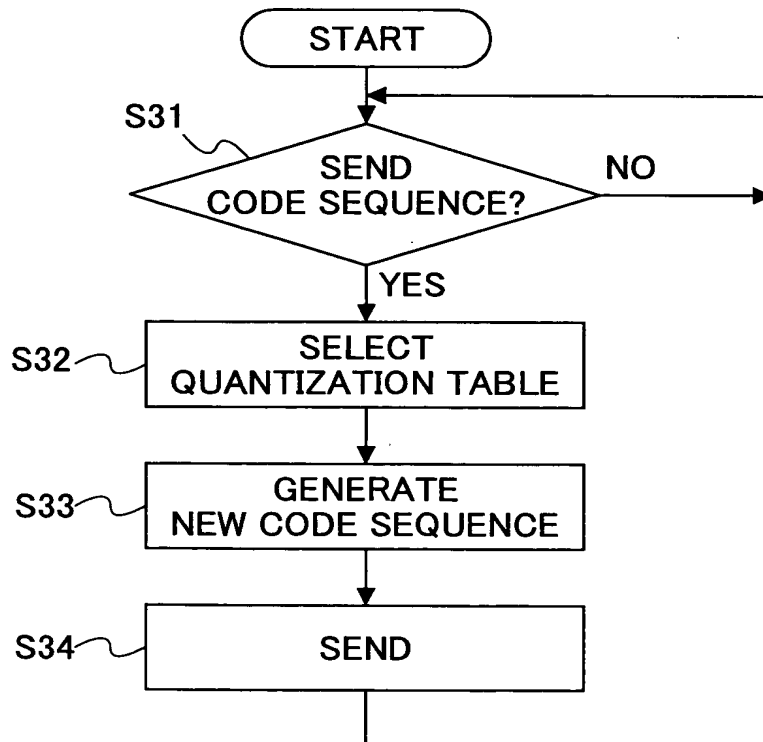 START
S31
SEND
CODE SEQUENCE?
NO
YES
S32
SELECT
QUANTIZATION TABLE
S33
GENERATE
NEW CODE SEQUENCE
S34
SEND